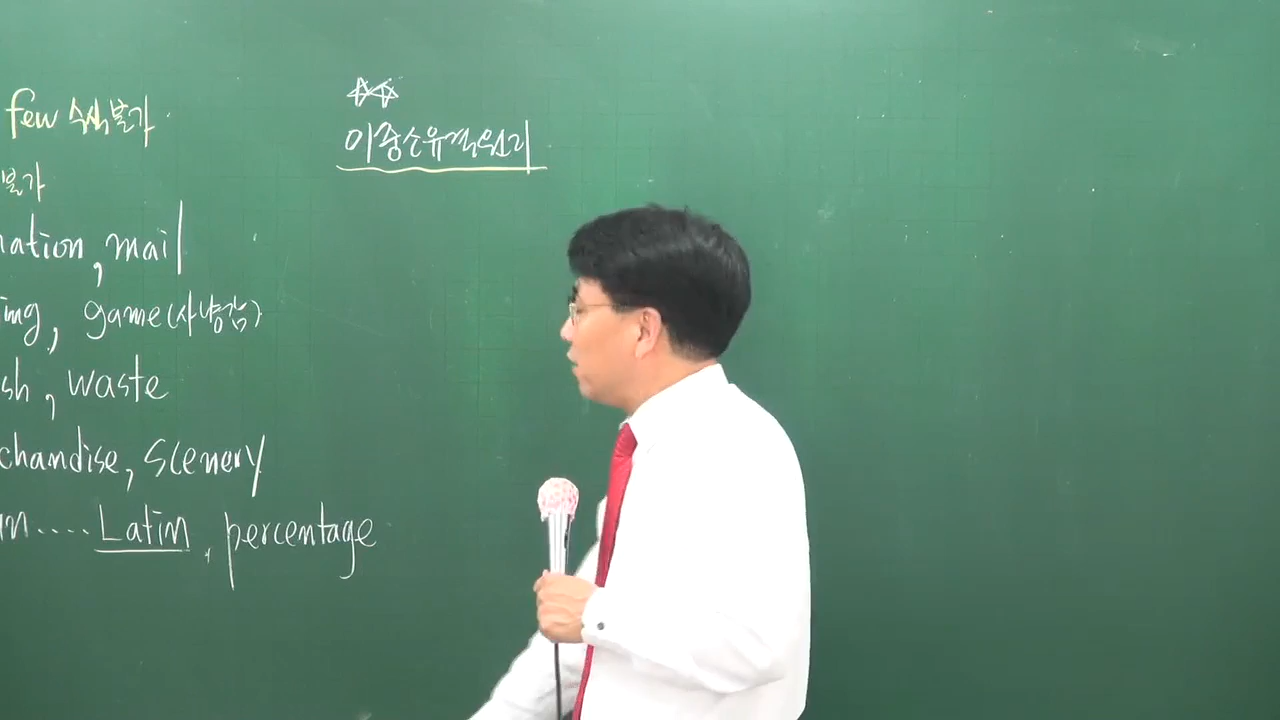 few 수식불가
불가
nation, mail
ing, game(사냥감)
sh, waste
chandise, scenery
in .... Latin, percentage
☆☆
이중소유격원리